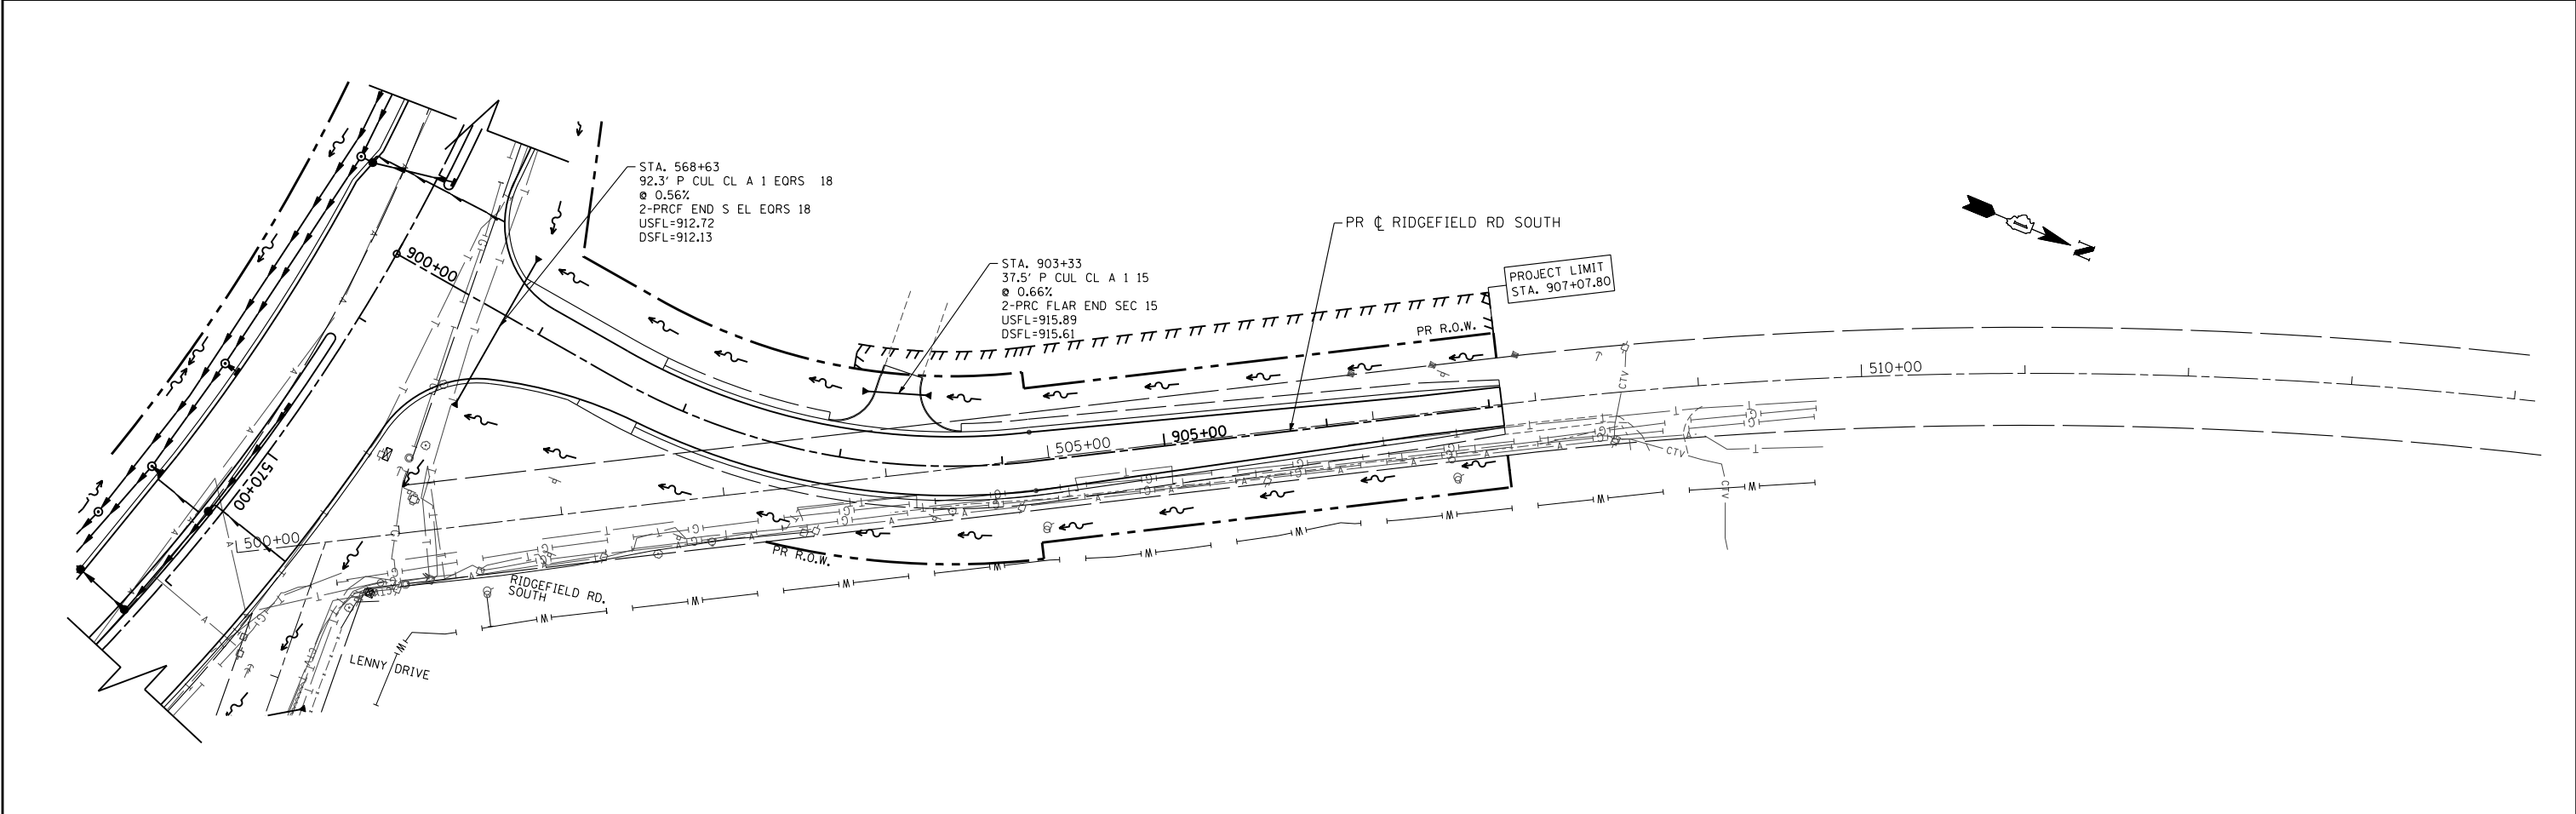 STA. 568+63
92.3' P CUL CL A 1 EQRS 18
@ 0.56%
2-PRCF END S EL EQRS 18
USFL=912.72
DSFL=912.13
STA. 903+33
37.5' P CUL CL A 1 15
@ 0.66%
2-PRC FLAR END SEC 15
USFL=915.89
DSFL=915.61
PR ℄ RIDGEFIELD RD SOUTH
PROJECT LIMIT
STA. 907+07.80
PR R.O.W.
N
900+00
510+00
505+00
905+00
570+00
500+00
PR R.O.W.
RIDGEFIELD RD.
SOUTH
LENNY DRIVE
CTV
CTV
CTV
CTV